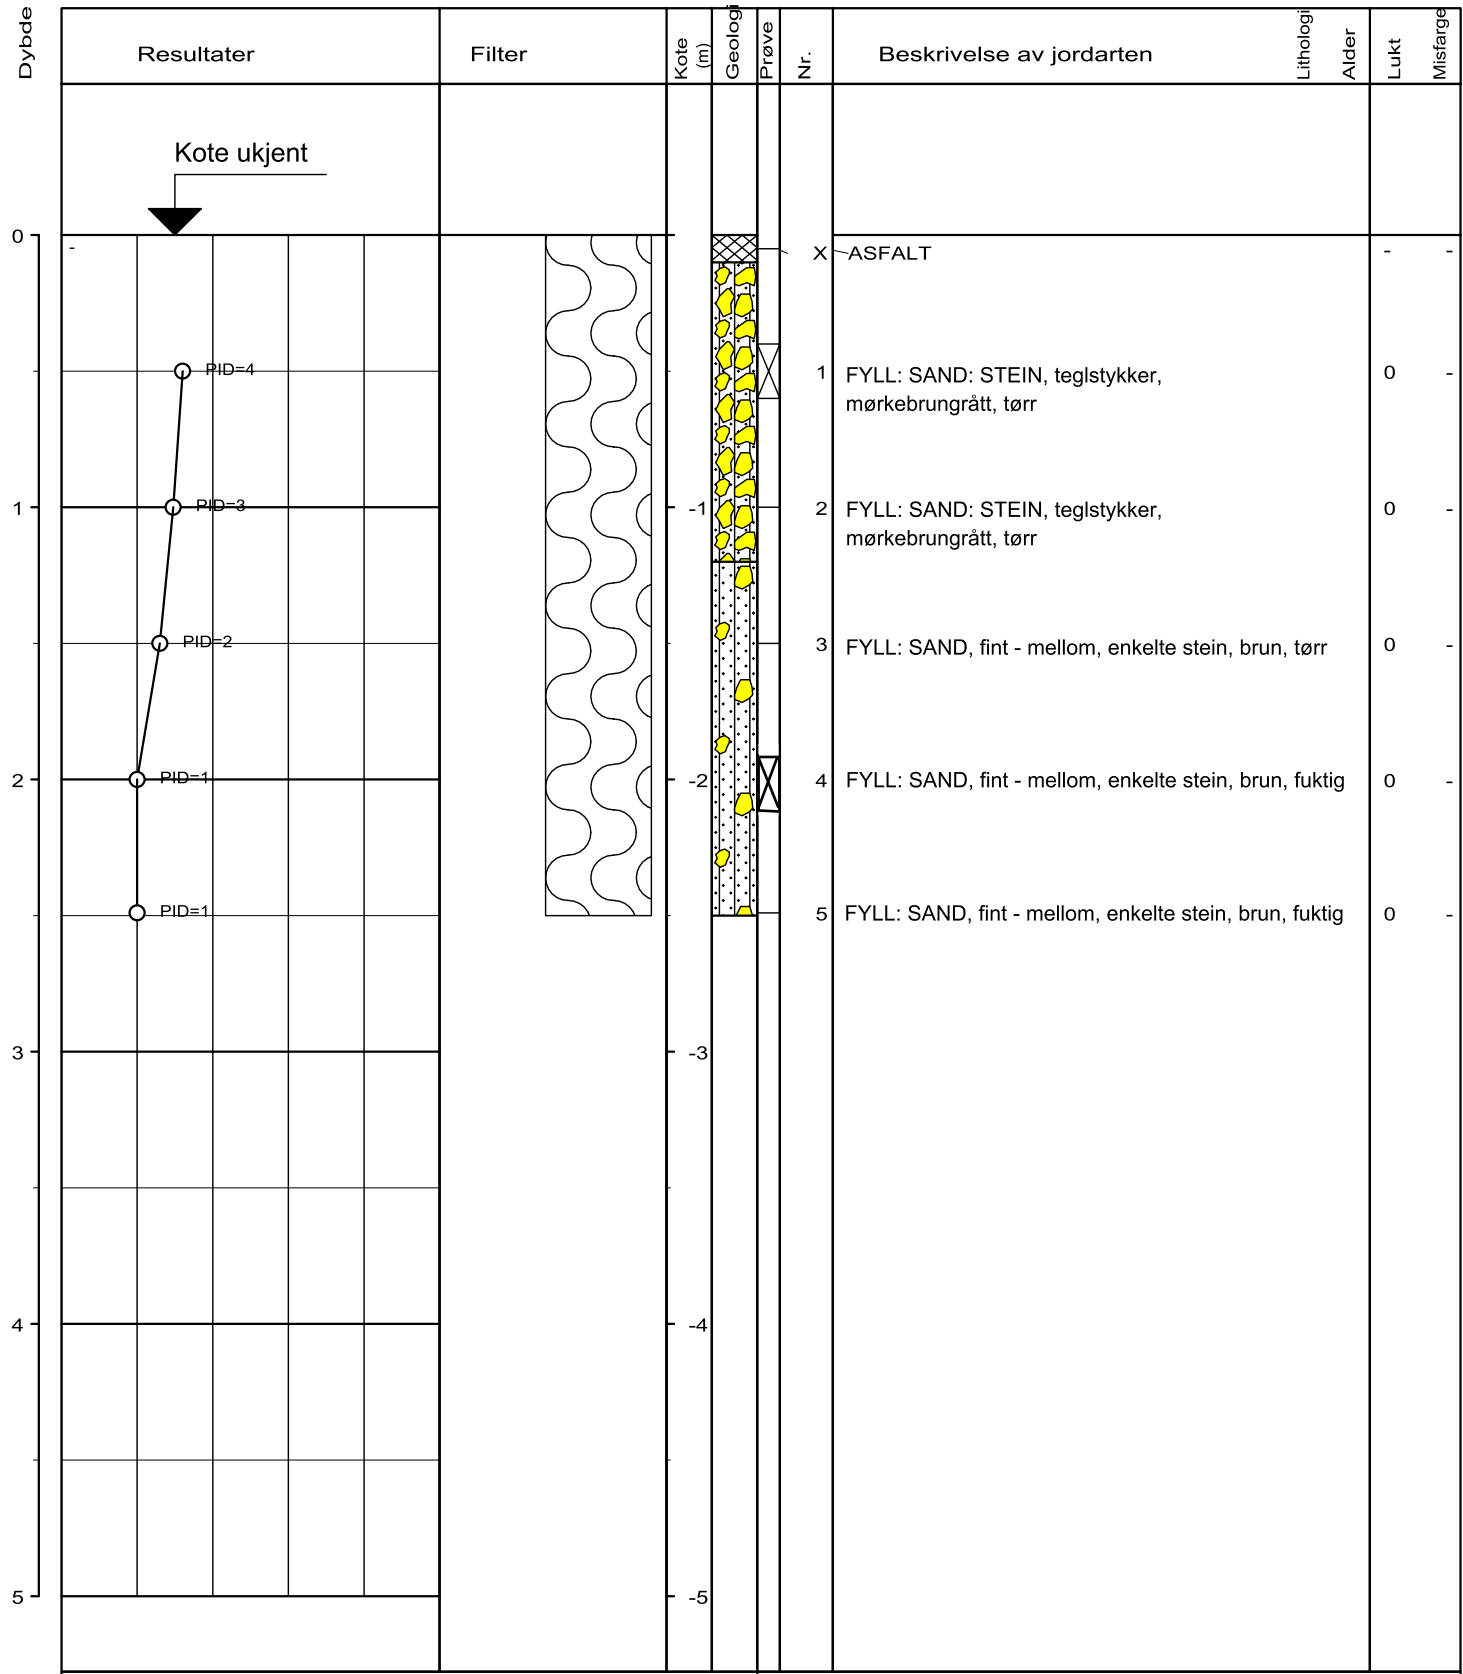 Dybde
Resultater
Filter
Kote
(m)
Geologi
Prøve
Nr.
Beskrivelse av jordarten
Lithologi
Alder
Lukt
Misfarge
Kote ukjent
0
-
X
ASFALT
-
-
PID=4
1
FYLL: SAND: STEIN, teglstykker,
mørkebrungrått, tørr
0
-
1
PID=3
-1
2
FYLL: SAND: STEIN, teglstykker,
mørkebrungrått, tørr
0
-
PID=2
3
FYLL: SAND, fint - mellom, enkelte stein, brun, tørr
0
-
2
PID=1
-2
4
FYLL: SAND, fint - mellom, enkelte stein, brun, fuktig
0
-
PID=1
5
FYLL: SAND, fint - mellom, enkelte stein, brun, fuktig
0
-
3
-3
4
-4
5
-5